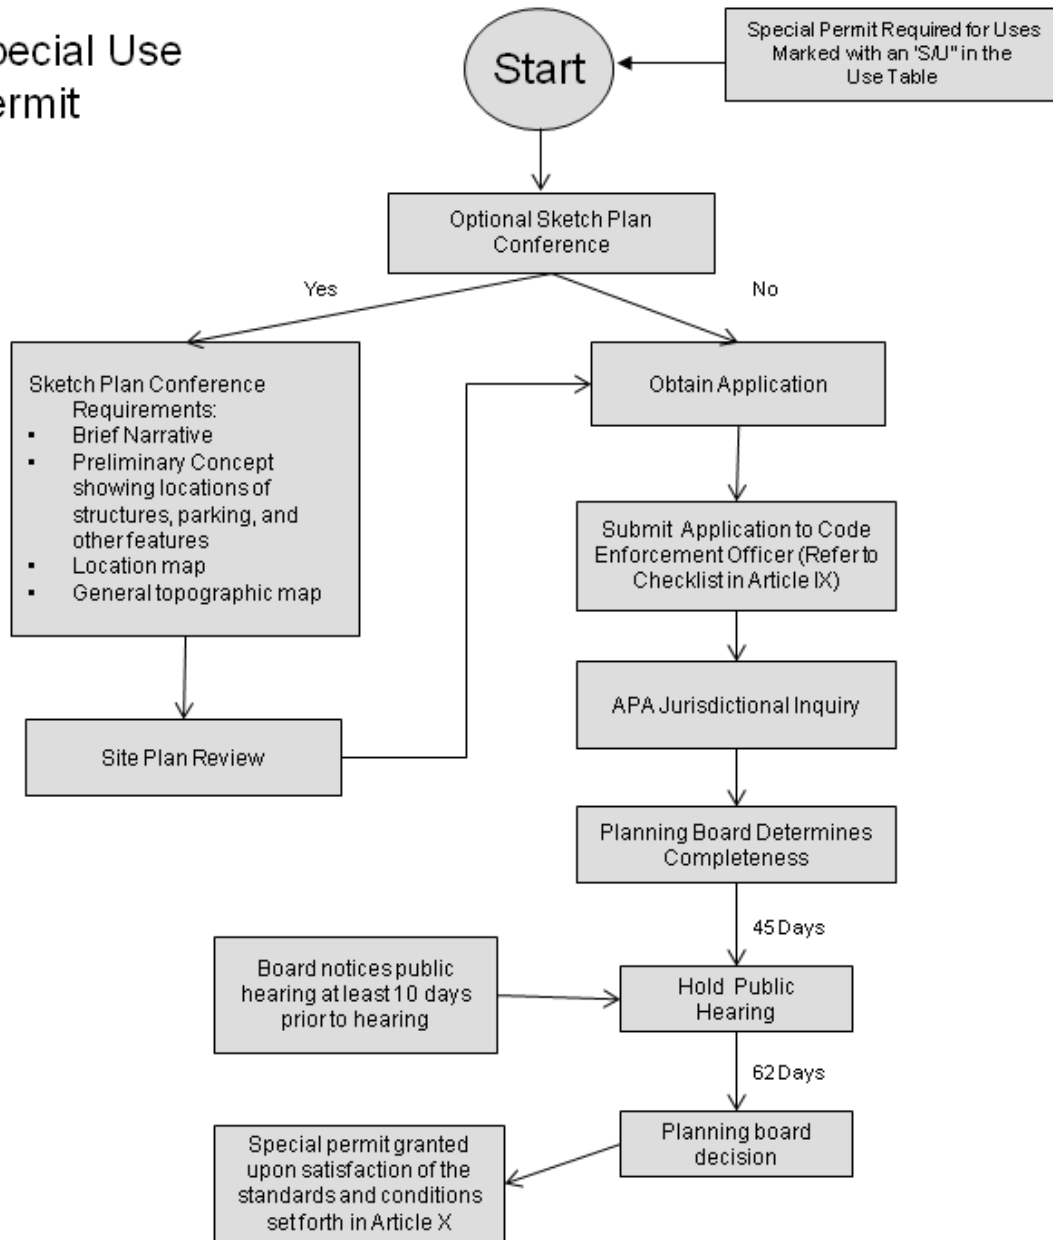 pecial Use
ermit
Special Permit Required for Uses
Marked with an 'S/U" in the
Use Table
Start
Optional Sketch Plan
Conference
Yes
No
Sketch Plan Conference
Requirements:
▪ Brief Narrative
▪ Preliminary Concept
showing locations of
structures, parking, and
other features
▪ Location map
▪ General topographic map
Obtain Application
Submit Application to Code
Enforcement Officer (Refer to
Checklist in Article IX)
APA Jurisdictional Inquiry
Site Plan Review
Planning Board Determines
Completeness
45 Days
Board notices public
hearing at least 10 days
prior to hearing
Hold Public
Hearing
62 Days
Planning board
decision
Special permit granted
upon satisfaction of the
standards and conditions
set forth in Article X